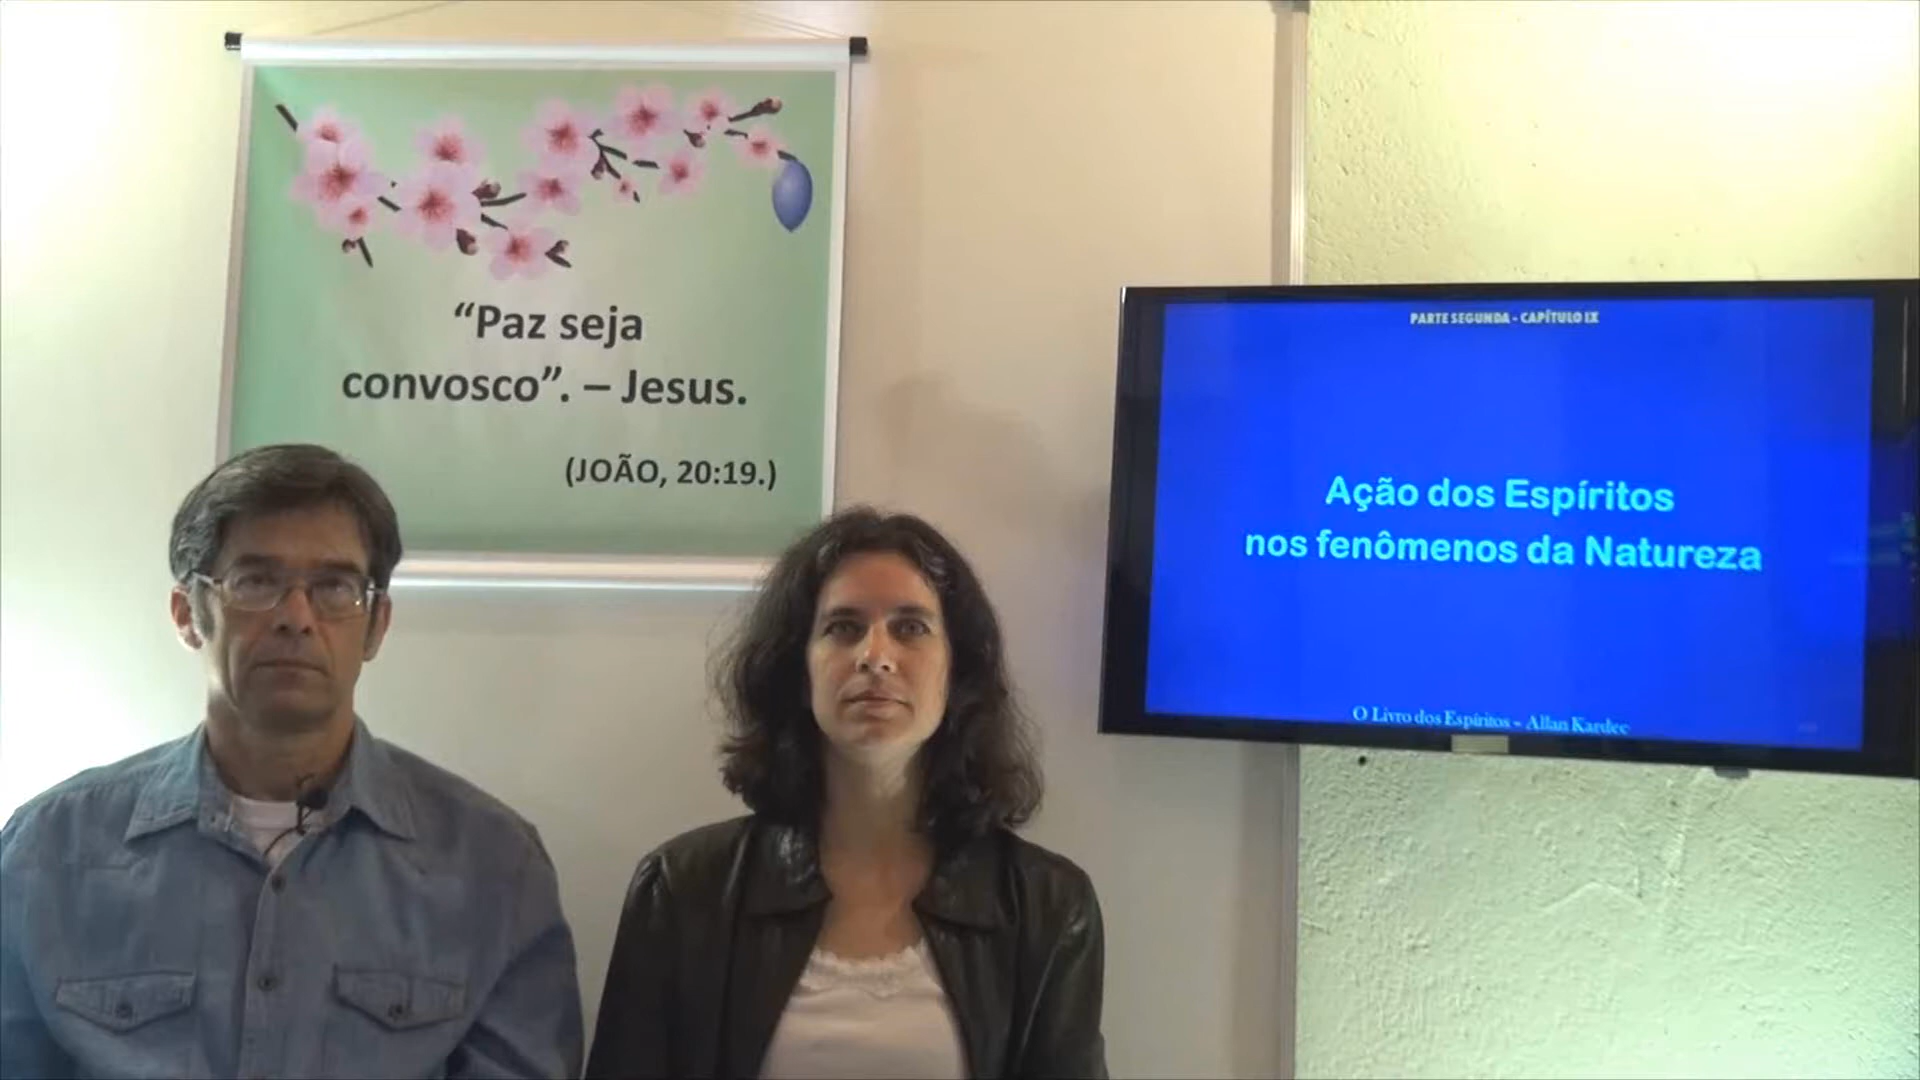 “Paz seja
convosco”. – Jesus.
(JOÃO, 20:19.)
PARTE SEGUNDA - CAPÍTULO IX
Ação dos Espíritos
nos fenômenos da Natureza
O Livro dos Espíritos – Allan Kardec